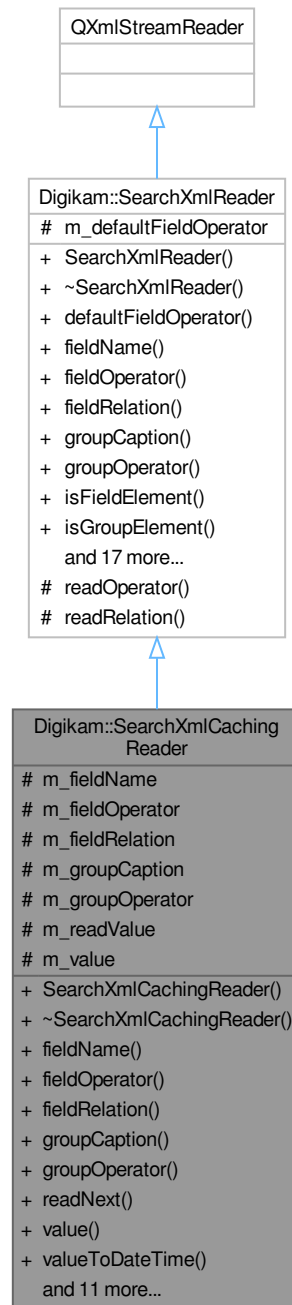 QXmlStreamReader
Digikam::SearchXmlReader
# m_defaultFieldOperator
+ SearchXmlReader()
+ ~SearchXmlReader()
+ defaultFieldOperator()
+ fieldName()
+ fieldOperator()
+ fieldRelation()
+ groupCaption()
+ groupOperator()
+ isFieldElement()
+ isGroupElement()
and 17 more...
# readOperator()
# readRelation()
Digikam::SearchXmlCaching
Reader
# m_fieldName
# m_fieldOperator
# m_fieldRelation
# m_groupCaption
# m_groupOperator
# m_readValue
# m_value
+ SearchXmlCachingReader()
+ ~SearchXmlCachingReader()
+ fieldName()
+ fieldOperator()
+ fieldRelation()
+ groupCaption()
+ groupOperator()
+ readNext()
+ value()
+ valueToDateTime()
and 11 more...